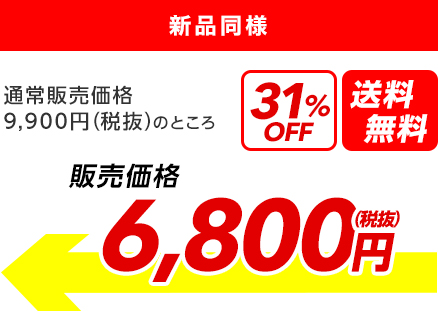 新品同様
通常販売価格
9,900円(税抜)のところ
31%
OFF
送料
無料
販売価格
6,800円(税抜)